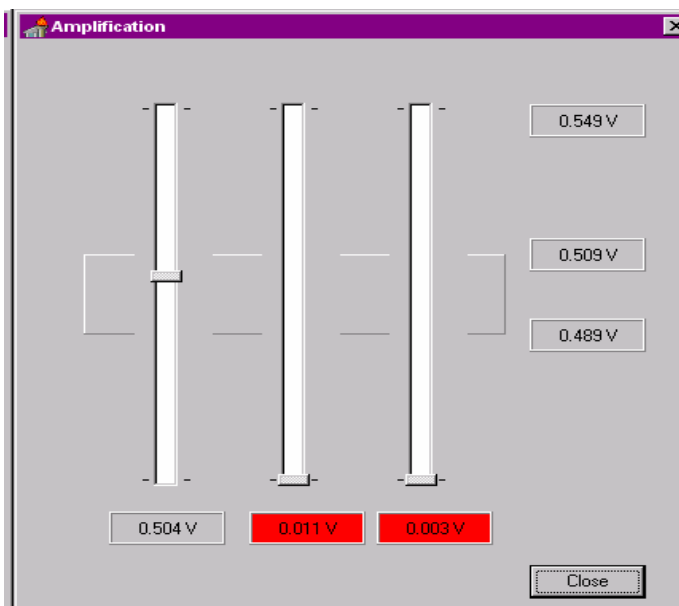 Amplification
0.549 V
0.509 V
0.489 V
0.504 V
0.011 V
0.003 V
Close